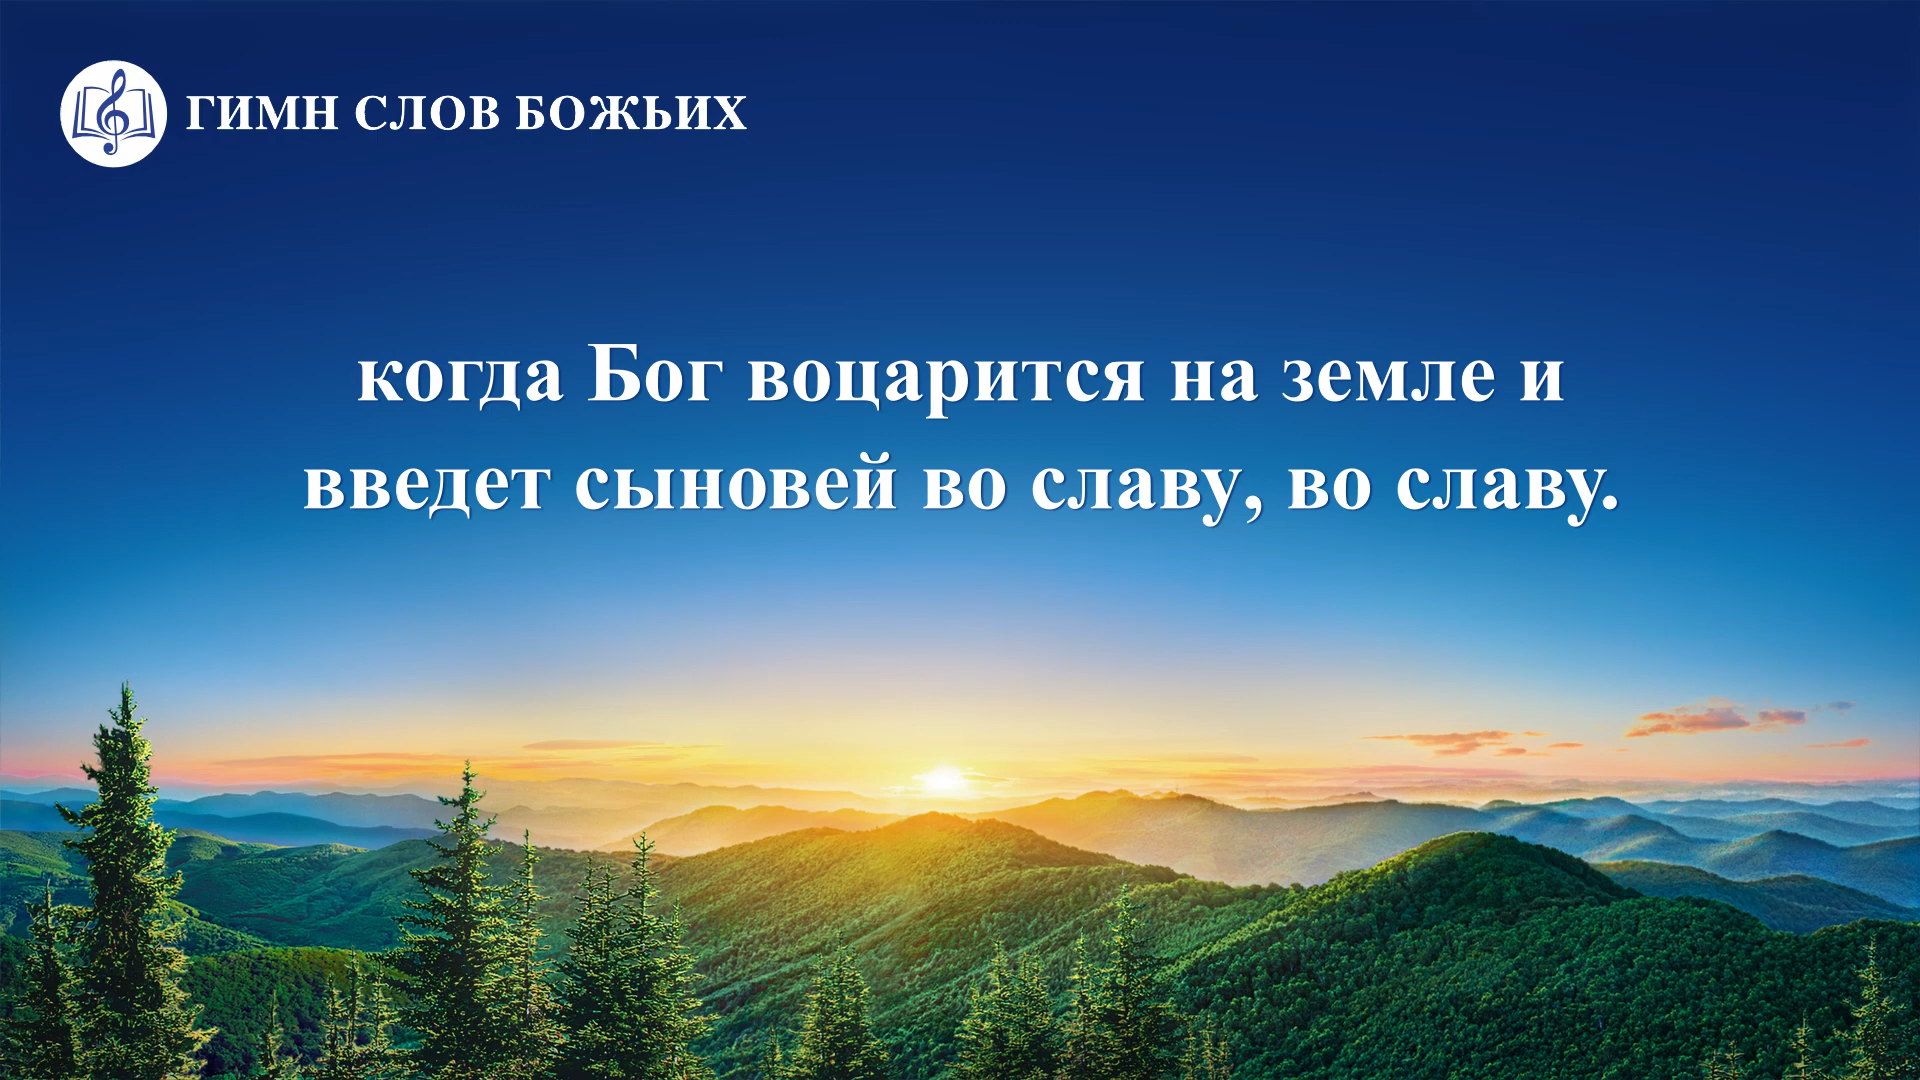 ГИМН СЛОВ БОЖЬИХ
когда Бог воцарится на земле и
введет сыновей во славу, во славу.